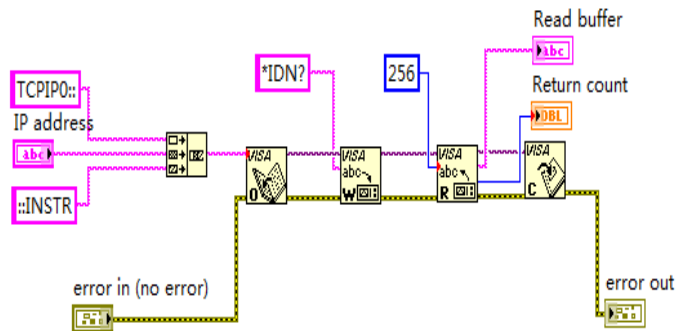 Read buffer
abc
TCPIP0::
*IDN?
256
Return count
DBL
IP address
abc
VISA
O
VISA
abc
W
VISA
abc
R
VISA
C
::INSTR
error in (no error)
error out